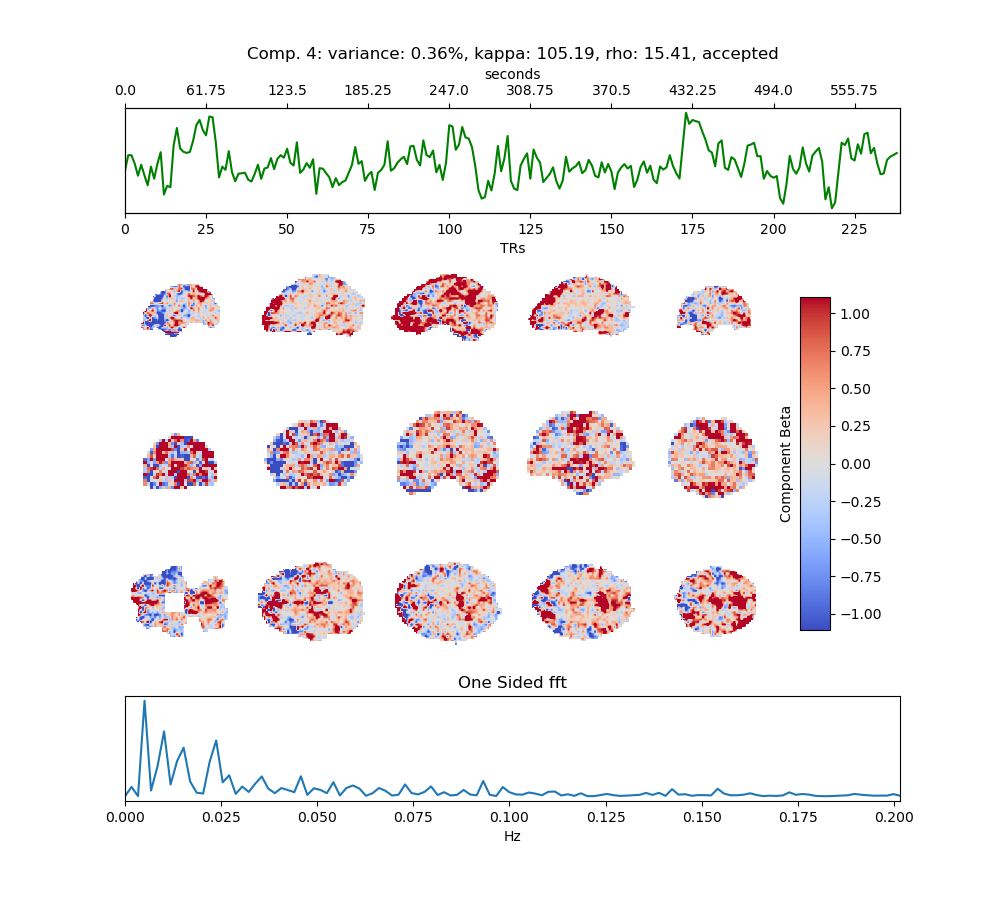 Comp. 4: variance: 0.36%, kappa: 105.19, rho: 15.41, accepted
seconds
0.0 61.75 123.5 185.25 247.0 308.75 370.5 432.25 494.0 555.75
0 25 50 75 100 125 150 175 200 225
TRs
1.00
0.75
0.50
0.25
0.00
−0.25
−0.50
−0.75
−1.00
Component Beta
One Sided fft
0.000 0.025 0.050 0.075 0.100 0.125 0.150 0.175 0.200
Hz